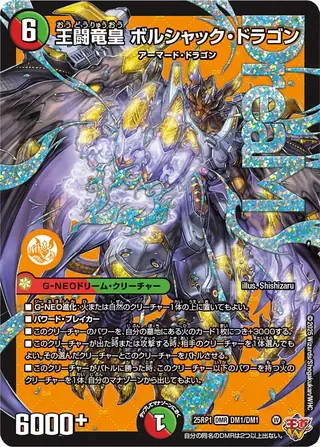 6
おう とうりゅうおう
王闘竜皇 ボルシャック・ドラゴン
アーマード・ドラゴン
DreaMy
illus. Shishizaru
G-NEOドリーム・クリーチャー
■G-NEO進化：火または自然のクリーチャー1体の上に置いてもよい。
■パワード・ブレイカー
■このクリーチャーのパワーを、自分の墓地にある火のカード1枚につき+3000する。
■このクリーチャーが出た時または攻撃する時、相手のクリーチャーを1体選んでもよい。その選んだクリーチャーとこのクリーチャーをバトルさせる。
■このクリーチャーがバトルに勝った時、このクリーチャー以下のパワーを持つ火のクリーチャーを1体、自分のマナゾーンから出してもよい。
6000+
1
25RP1 DMR DM1/DM1
自分の同名のDMRは2つ以上出ない。